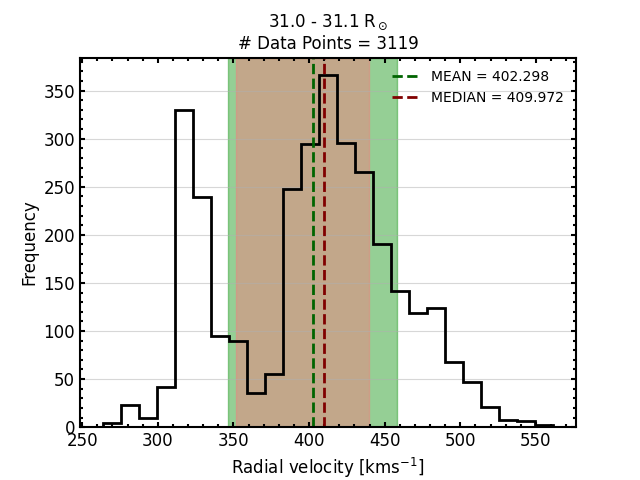 31.0 - 31.1 R⊙
# Data Points = 3119
MEAN = 402.298
MEDIAN = 409.972
Frequency
350
300
250
200
150
100
50
0
250 300 350 400 450 500 550
Radial velocity [kms⁻¹]